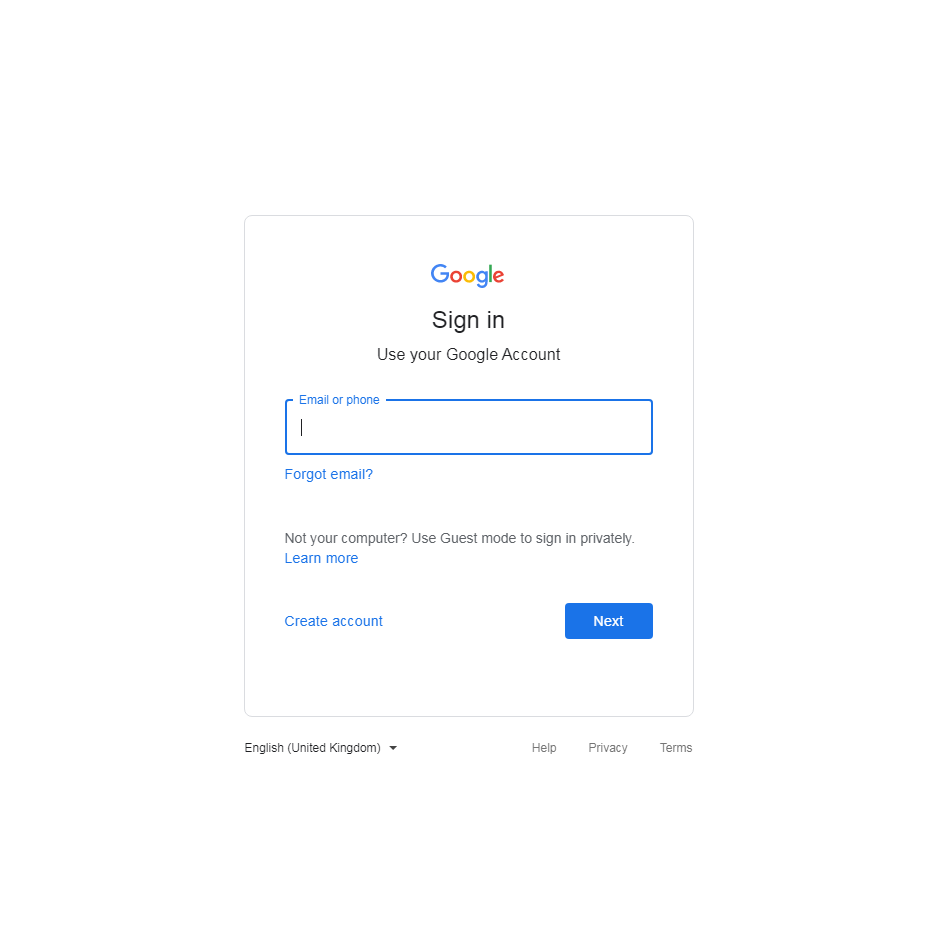 Google
Sign in
Use your Google Account
Email or phone
Forgot email?
Not your computer? Use Guest mode to sign in privately.
Learn more
Create account
Next
English (United Kingdom)
Help
Privacy
Terms